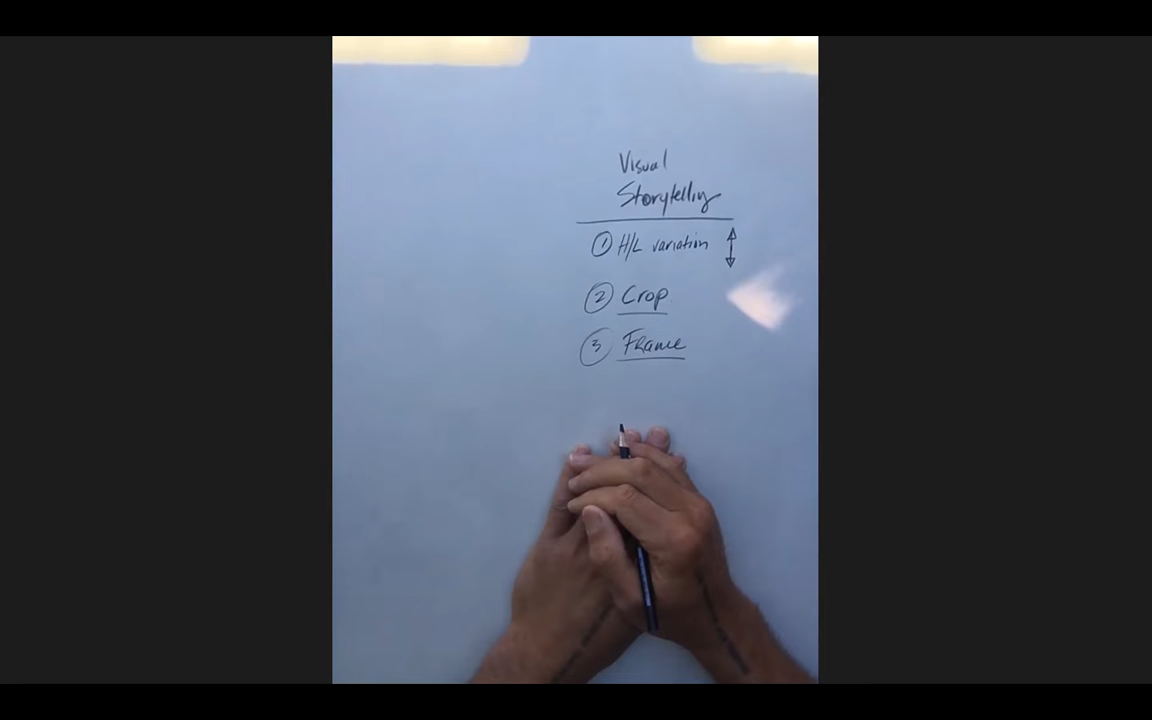 Visual
Storytelling
① H/L variation
② Crop
③ Frame